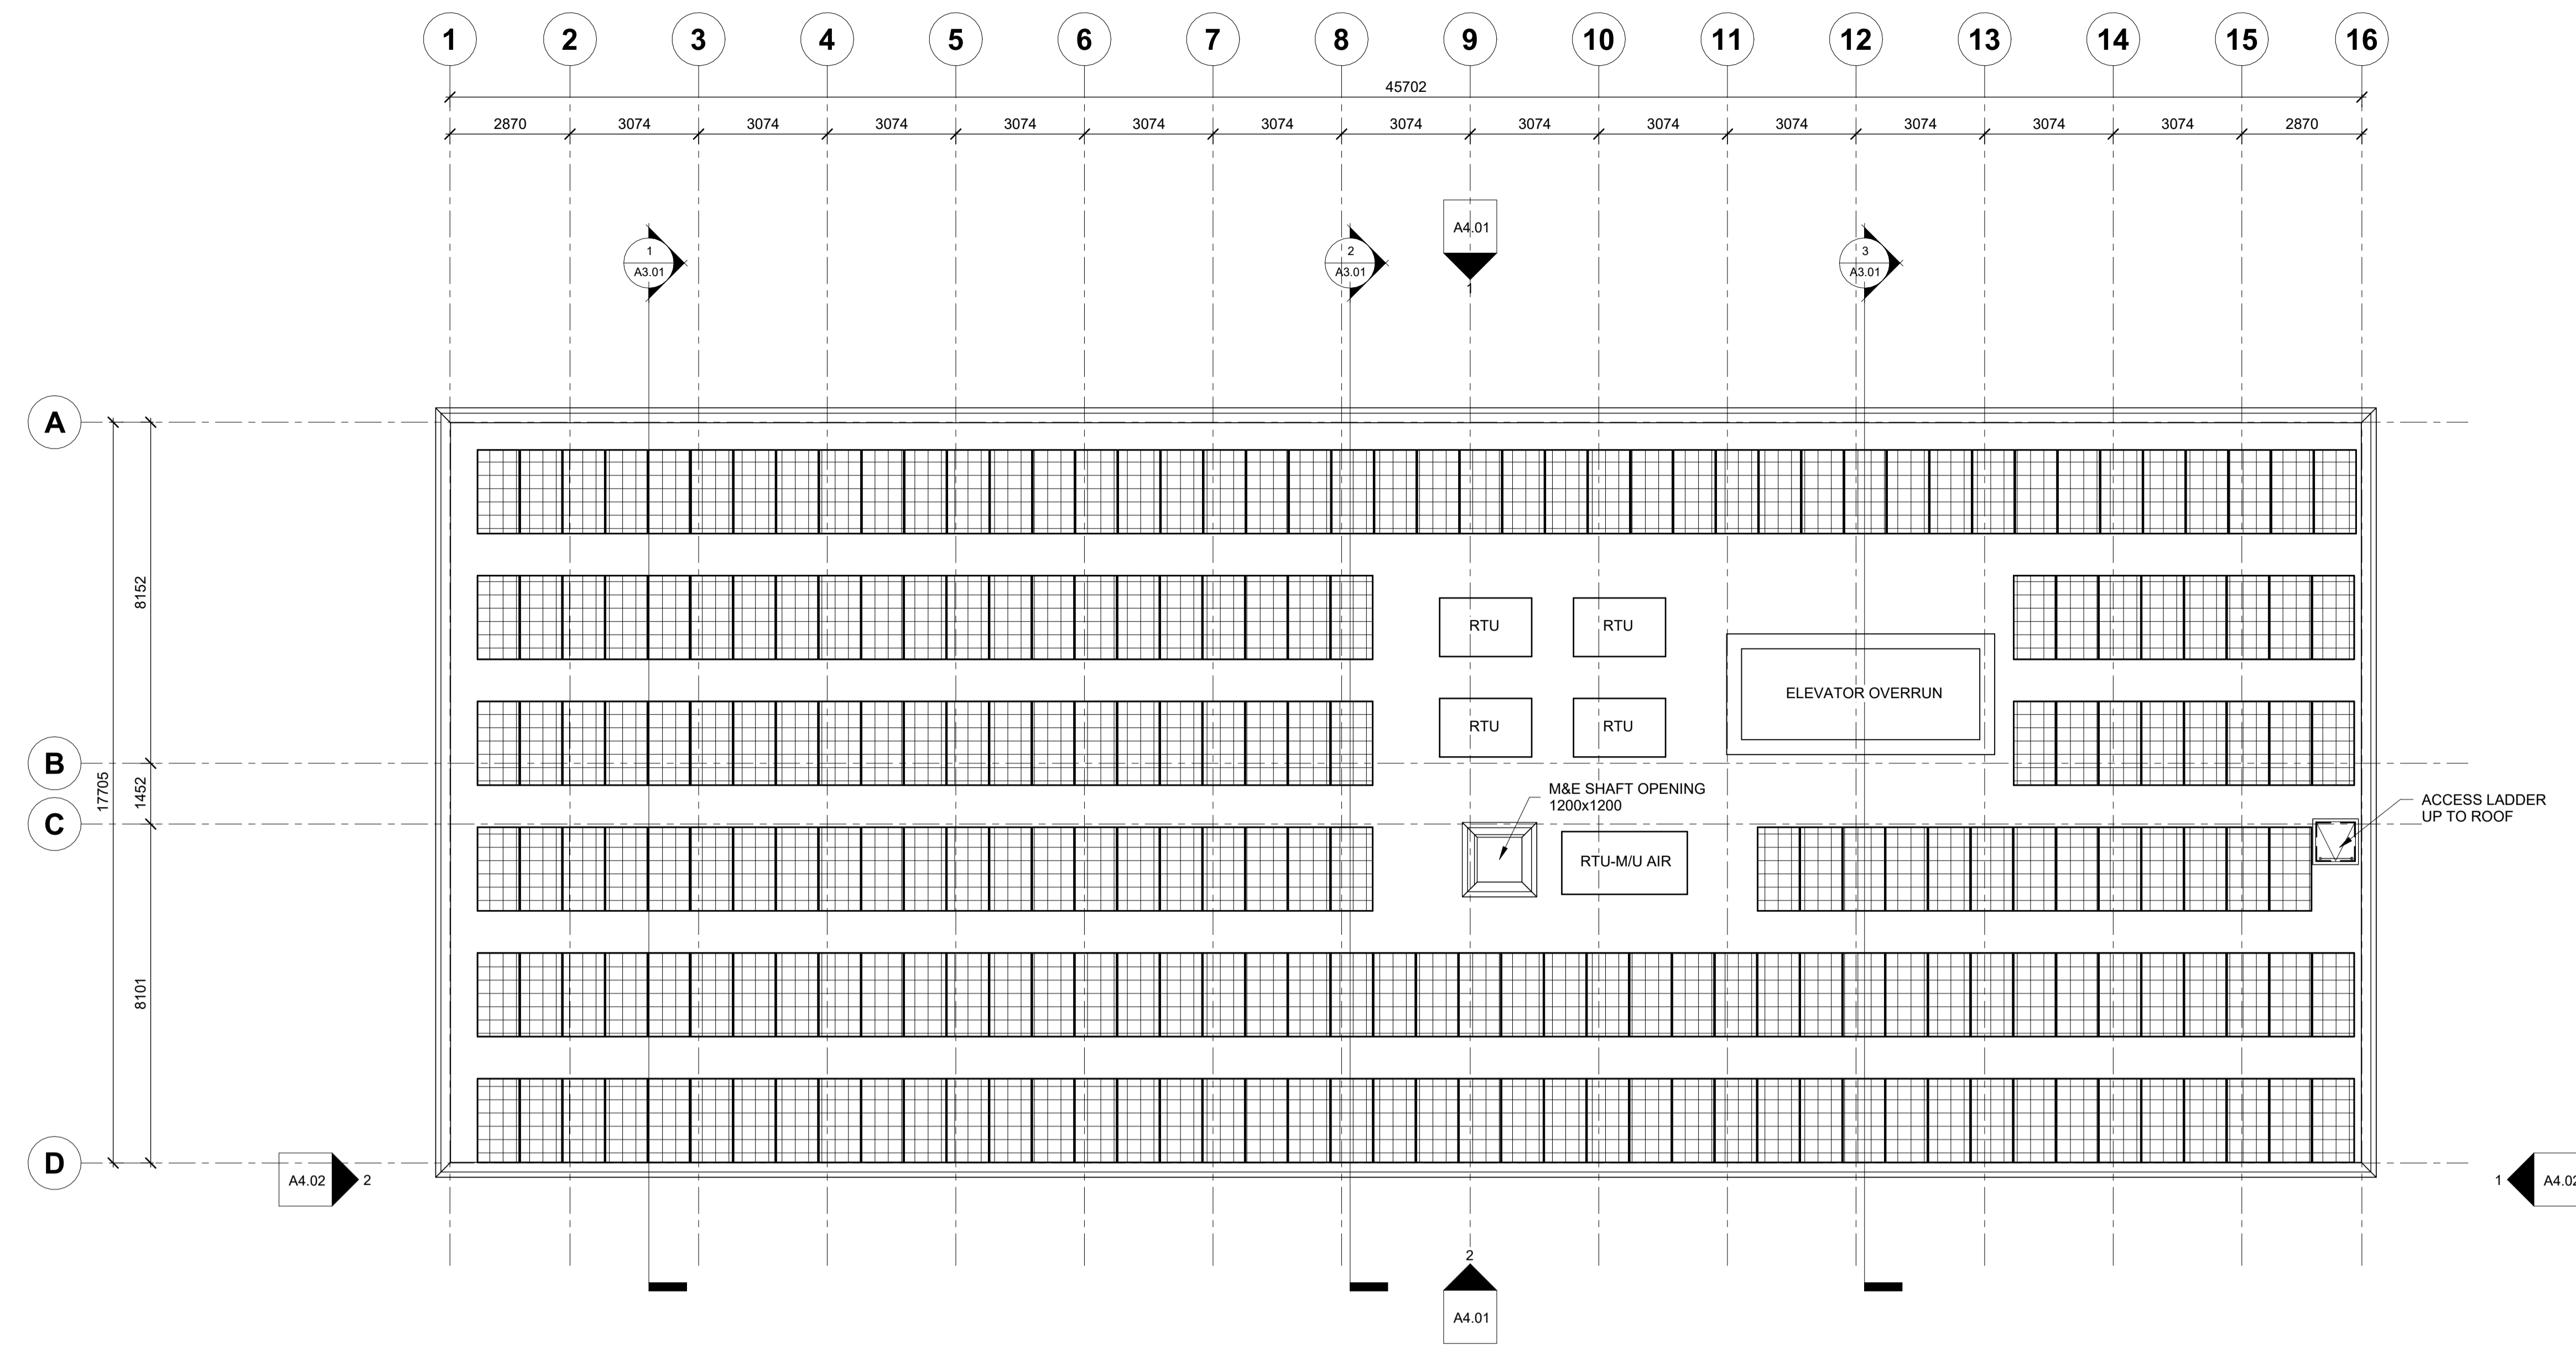 1 2 3 4 5 6 7 8 9 10 11 12 13 14 15 16
45702
2870 3074 3074 3074 3074 3074 3074 3074 3074 3074 3074 3074 3074 3074 2870
A4.01
1
A3.01
2
A3.01
3
A3.01
1
A
8152
RTU RTU
ELEVATOR OVERRUN
RTU RTU
B
17705
1452
M&E SHAFT OPENING
1200x1200
ACCESS LADDER
UP TO ROOF
C
RTU-M/U AIR
8101
D
A4.02 2
1 A4.02
2
A4.01